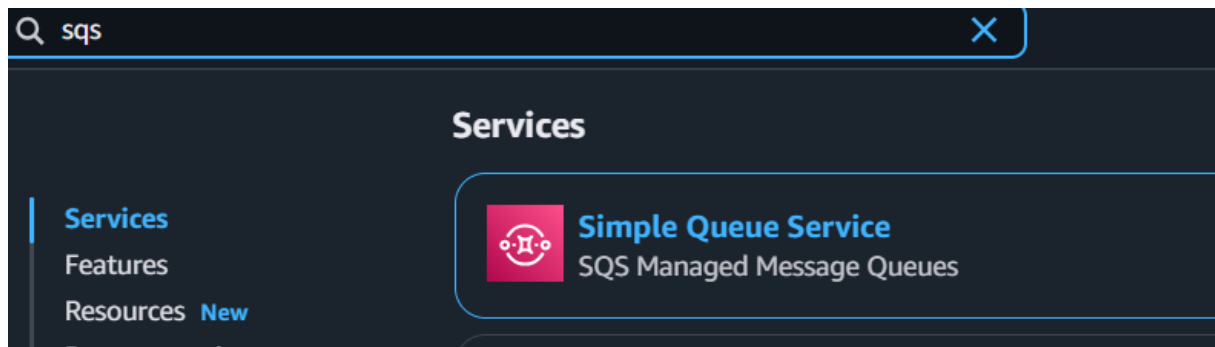 sqs
Services
Services
Features
Resources New
Simple Queue Service
SQS Managed Message Queues